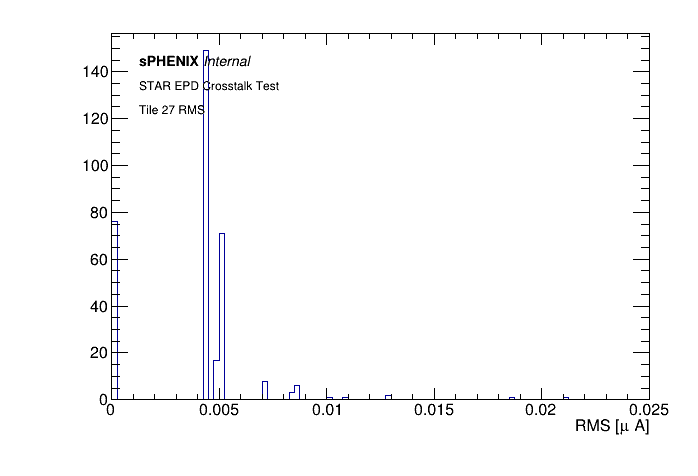 sPHENIX Internal
STAR EPD Crosstalk Test
Tile 27 RMS
140
120
100
80
60
40
20
0
0 0.005 0.01 0.015 0.02 0.025
RMS [μ A]